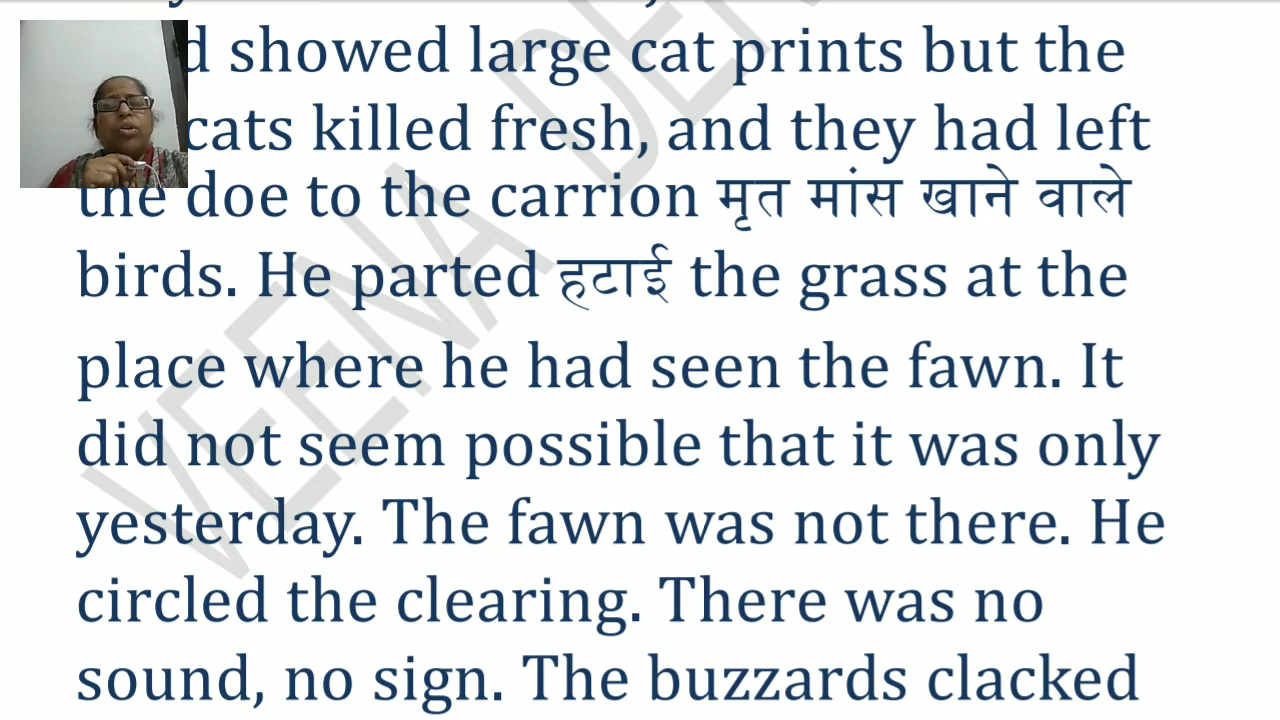 showed large cat prints but the
cats killed fresh, and they had left
the doe to the carrion मृत मांस खाने वाले
birds. He parted हटाई the grass at the
place where he had seen the fawn. It
did not seem possible that it was only
yesterday. The fawn was not there. He
circled the clearing. There was no
sound, no sign. The buzzards clacked
VEENA